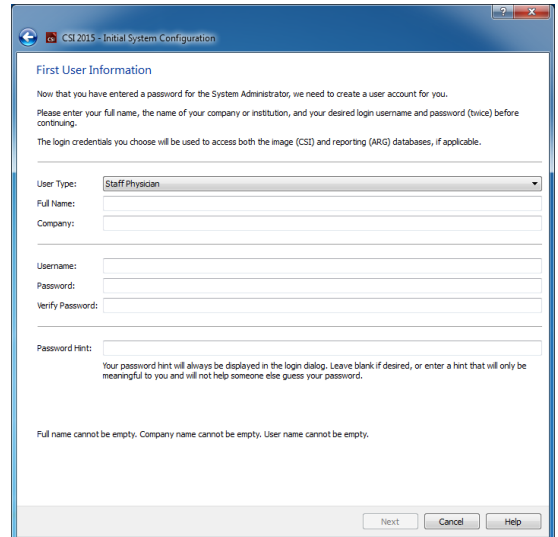 CSI 2015 - Initial System Configuration
First User Information
Now that you have entered a password for the System Administrator, we need to create a user account for you.
Please enter your full name, the name of your company or institution, and your desired login username and password (twice) before
continuing.
The login credentials you choose will be used to access both the image (CSI) and reporting (ARG) databases, if applicable.
User Type: Staff Physician
Full Name:
Company:
Username:
Password:
Verify Password:
Password Hint:
Your password hint will always be displayed in the login dialog. Leave blank if desired, or enter a hint that will only be
meaningful to you and will not help someone else guess your password.
Full name cannot be empty. Company name cannot be empty. User name cannot be empty.
Next Cancel Help